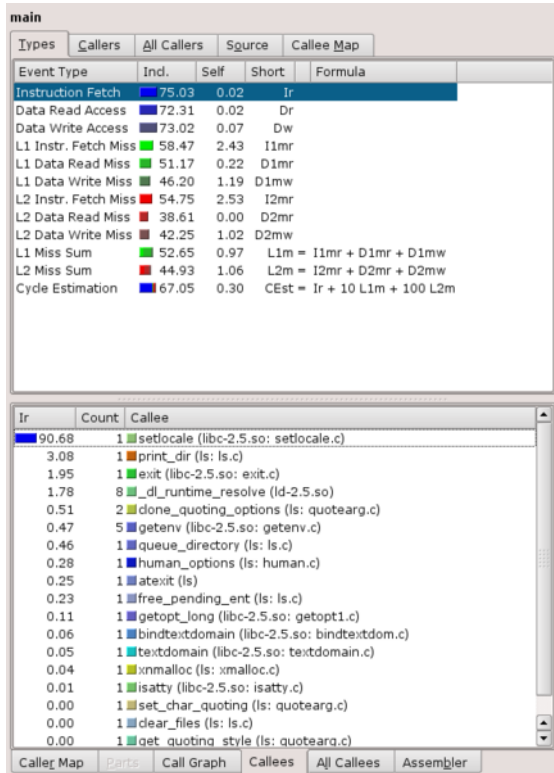 main
Types Callers All Callers Source Callee Map
Event Type Incl. Self Short Formula
Instruction Fetch 75.03 0.02 Ir
Data Read Access 72.31 0.02 Dr
Data Write Access 73.02 0.07 Dw
L1 Instr. Fetch Miss 58.47 2.43 I1mr
L1 Data Read Miss 51.17 0.22 D1mr
L1 Data Write Miss 46.20 1.19 D1mw
L2 Instr. Fetch Miss 54.75 2.53 I2mr
L2 Data Read Miss 38.61 0.00 D2mr
L2 Data Write Miss 42.25 1.02 D2mw
L1 Miss Sum 52.65 0.97 L1m = I1mr + D1mr + D1mw
L2 Miss Sum 44.93 1.06 L2m = I2mr + D2mr + D2mw
Cycle Estimation 67.05 0.30 CEst = Ir + 10 L1m + 100 L2m
Ir Count Callee
90.68 1 setlocale (libc-2.5.so: setlocale.c)
3.08 1 print_dir (ls: ls.c)
1.95 1 exit (libc-2.5.so: exit.c)
1.78 8 _dl_runtime_resolve (ld-2.5.so)
0.51 2 clone_quoting_options (ls: quotearg.c)
0.47 5 getenv (libc-2.5.so: getenv.c)
0.46 1 queue_directory (ls: ls.c)
0.28 1 human_options (ls: human.c)
0.25 1 atexit (ls)
0.23 1 free_pending_ent (ls: ls.c)
0.11 1 getopt_long (libc-2.5.so: getopt1.c)
0.06 1 bindtextdomain (libc-2.5.so: bindtextdom.c)
0.05 1 textdomain (libc-2.5.so: textdomain.c)
0.04 1 xnmalloc (ls: xmalloc.c)
0.01 1 isatty (libc-2.5.so: isatty.c)
0.00 1 set_char_quoting (ls: quotearg.c)
0.00 1 clear_files (ls: ls.c)
0.00 1 get_quoting_style (ls: quotearg.c)
Caller Map Parts Call Graph Callees All Callees Assembler